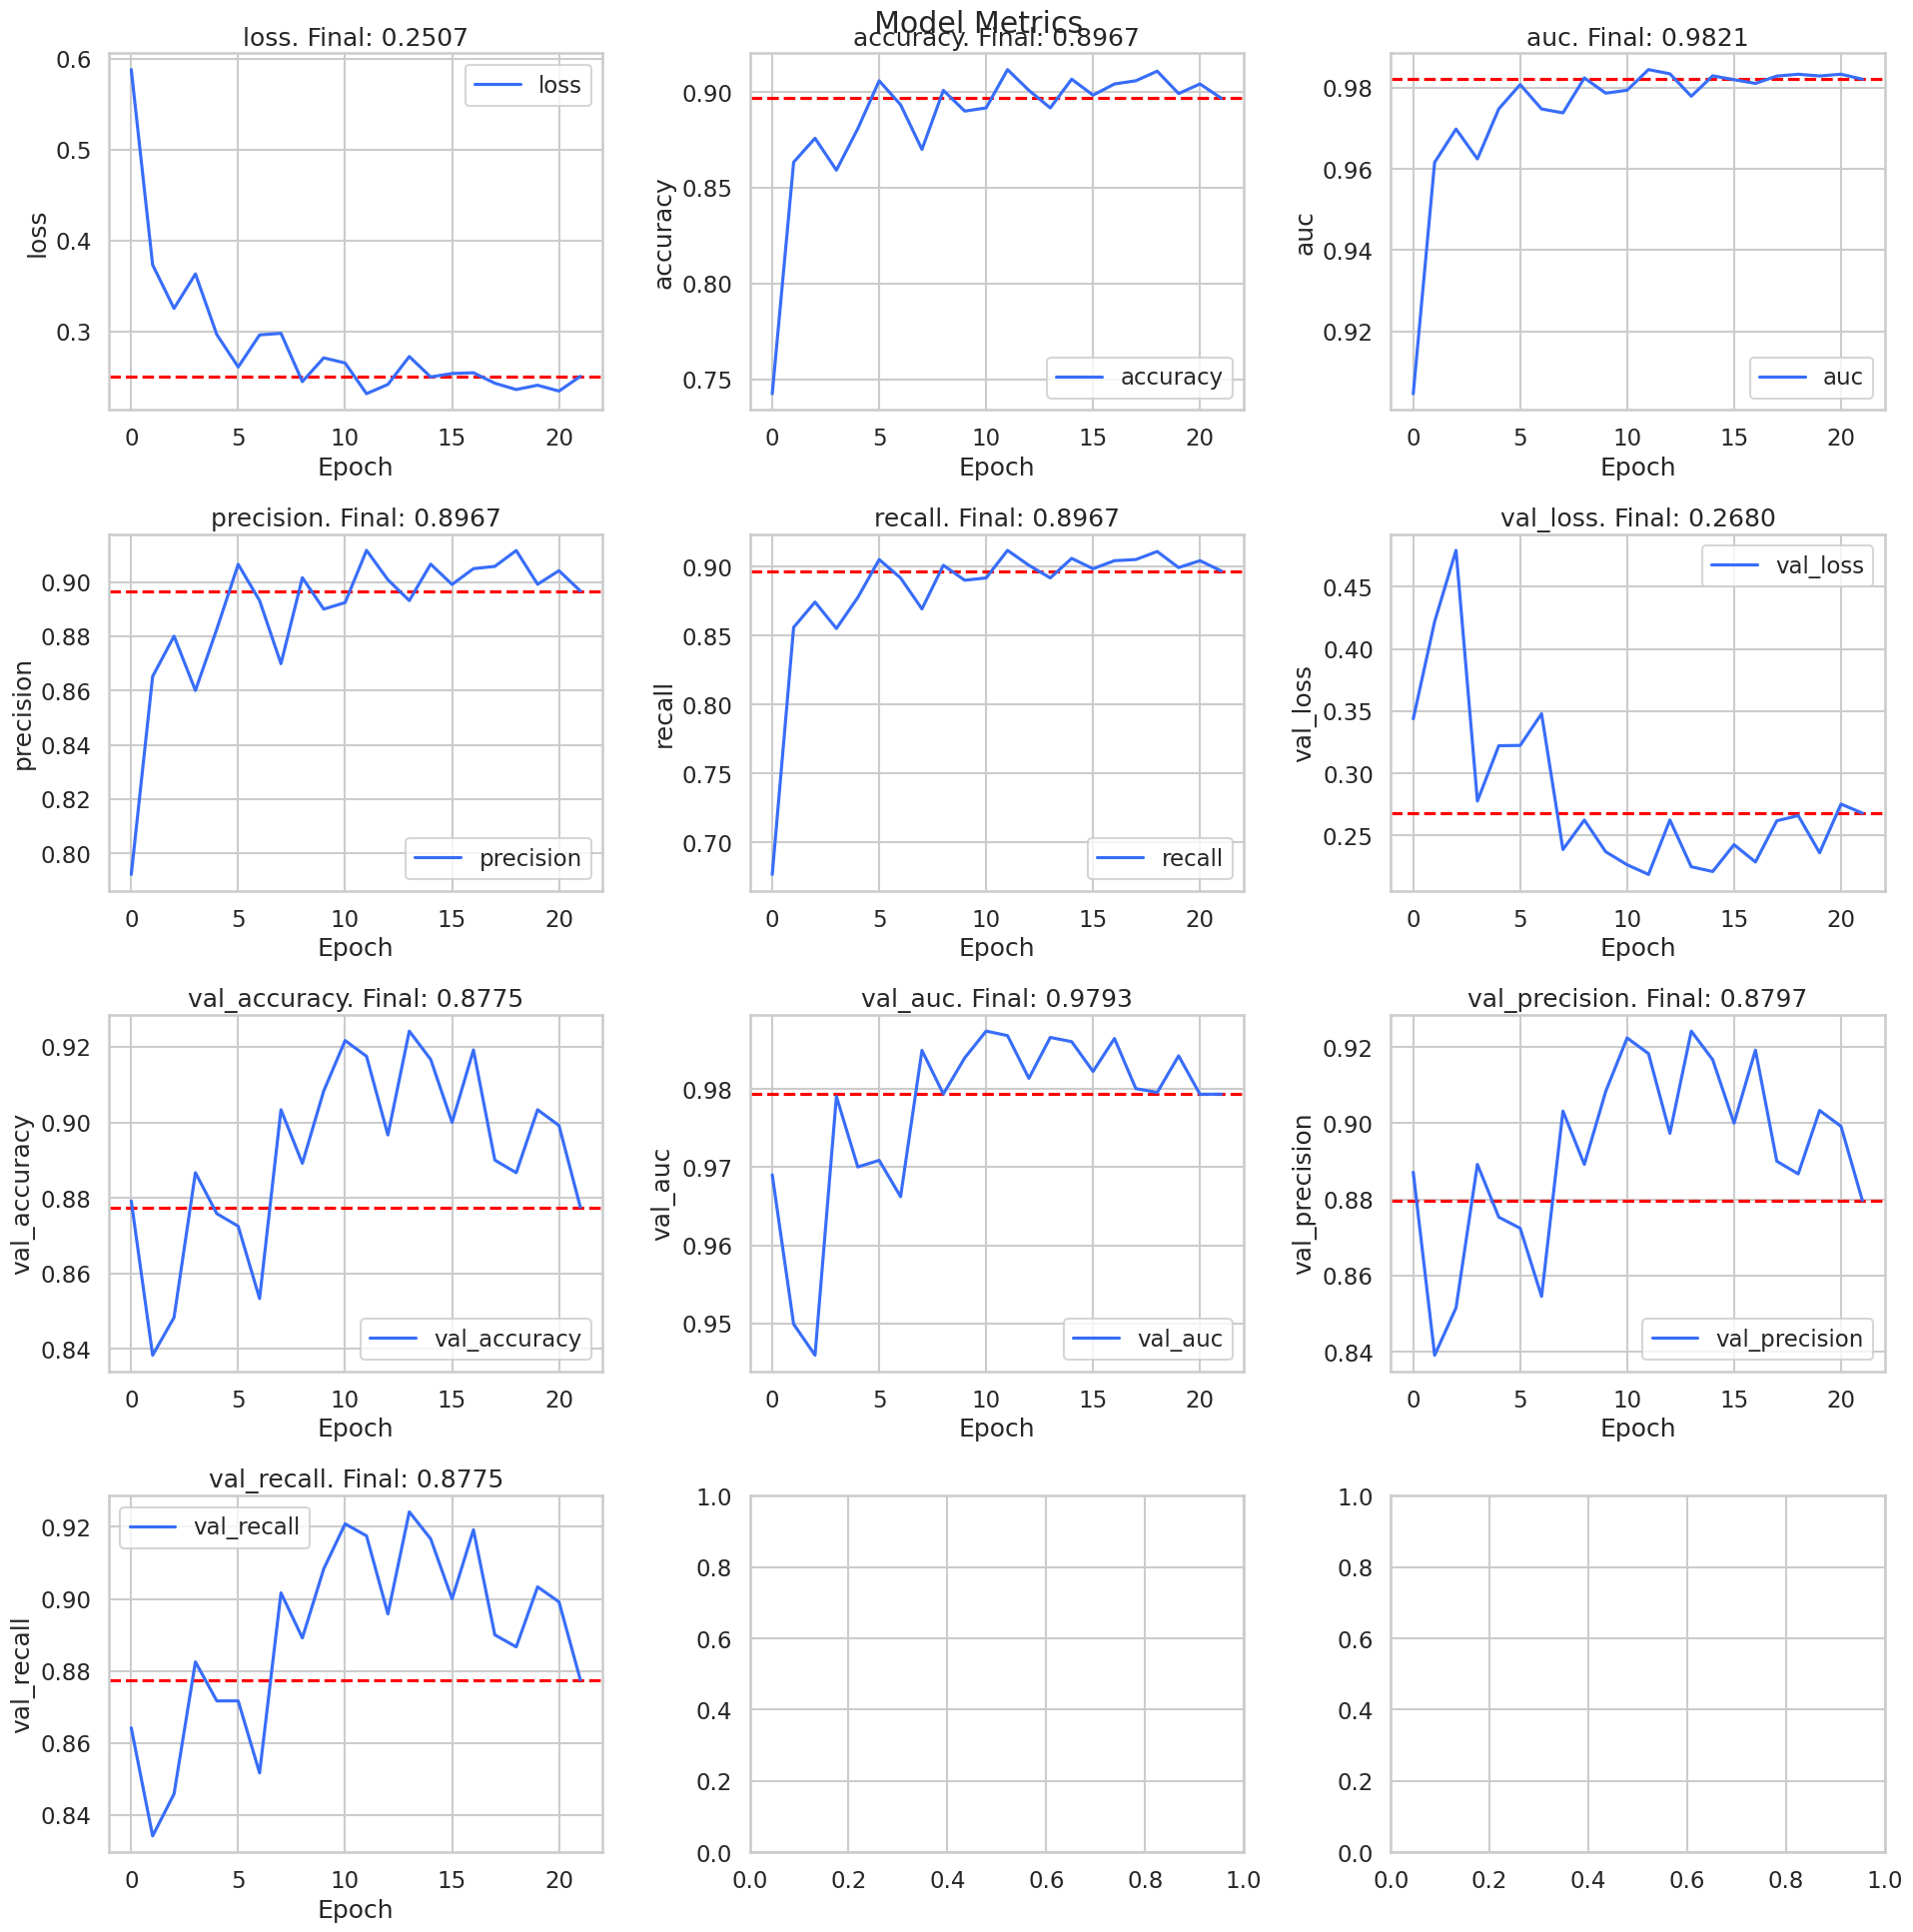 Model Metrics
loss. Final: 0.2507
accuracy. Final: 0.8967
auc. Final: 0.9821
0.6
0.5
0.4
0.3
loss
loss
0 5 10 15 20
Epoch
0.90
0.85
0.80
0.75
accuracy
accuracy
0 5 10 15 20
Epoch
0.98
0.96
0.94
0.92
auc
auc
0 5 10 15 20
Epoch
precision. Final: 0.8967
0.90
0.88
0.86
0.84
0.82
0.80
precision
precision
0 5 10 15 20
Epoch
recall. Final: 0.8967
0.90
0.85
0.80
0.75
0.70
recall
recall
0 5 10 15 20
Epoch
val_loss. Final: 0.2680
0.45
0.40
0.35
0.30
0.25
val_loss
val_loss
0 5 10 15 20
Epoch
val_accuracy. Final: 0.8775
0.92
0.90
0.88
0.86
0.84
val_accuracy
val_accuracy
0 5 10 15 20
Epoch
val_auc. Final: 0.9793
0.98
0.97
0.96
0.95
val_auc
val_auc
0 5 10 15 20
Epoch
val_precision. Final: 0.8797
0.92
0.90
0.88
0.86
0.84
val_precision
val_precision
0 5 10 15 20
Epoch
val_recall. Final: 0.8775
0.92
0.90
0.88
0.86
0.84
val_recall
val_recall
0 5 10 15 20
Epoch
1.0
0.8
0.6
0.4
0.2
0.0
0.0 0.2 0.4 0.6 0.8 1.0
1.0
0.8
0.6
0.4
0.2
0.0
0.0 0.2 0.4 0.6 0.8 1.0